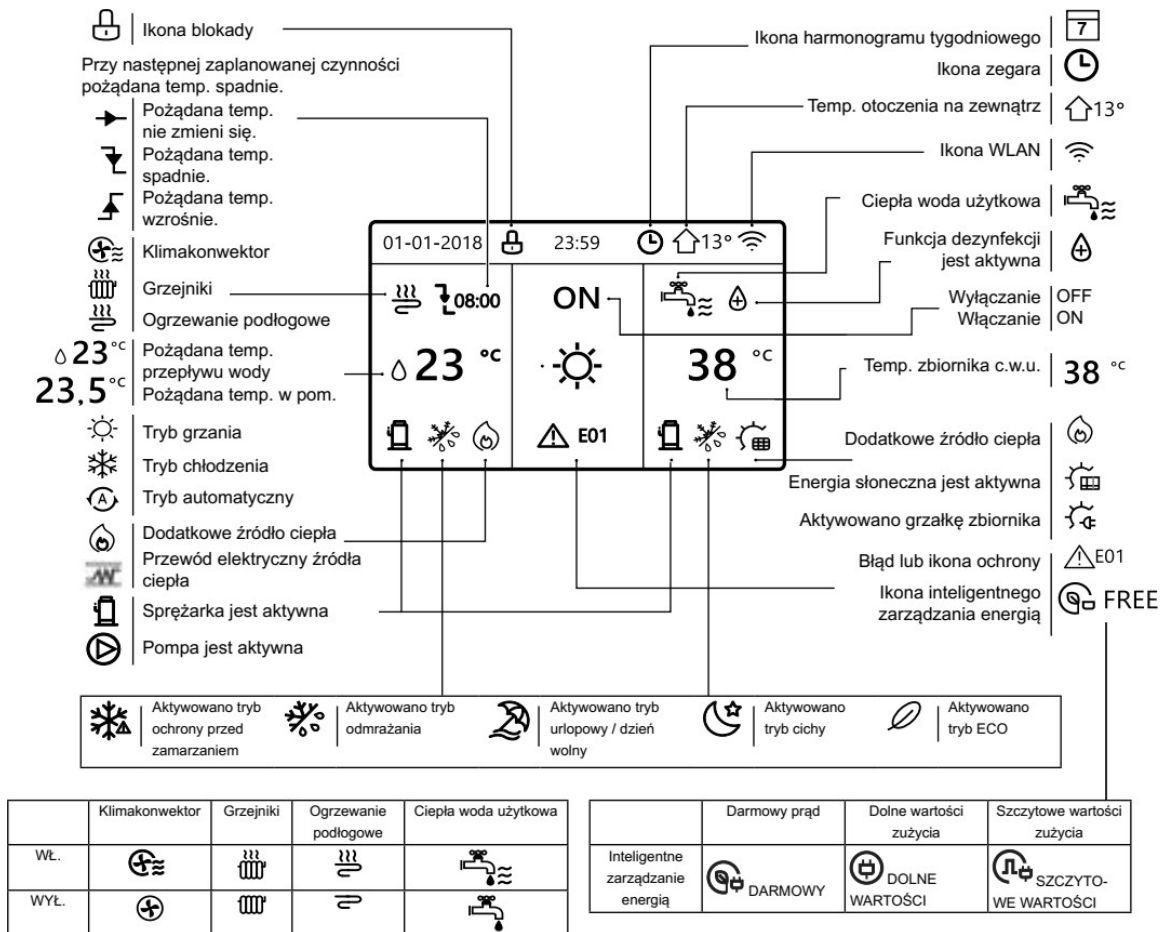 Ikona blokady
Przy następnej zaplanowanej czynności
pożądana temp. spadnie.
Pożądana temp.
nie zmieni się.
Pożądana temp.
spadnie.
Pożądana temp.
wzrośnie.
Klimakonwektor
Grzejniki
Ogrzewanie podłogowe
23 °C
Pożądana temp.
przepływu wody
23,5 °C
Pożądana temp. w pom.
Tryb grzania
Tryb chłodzenia
A
Tryb automatyczny
Dodatkowe źródło ciepła
Przewód elektryczny źródła
ciepła
Sprężarka jest aktywna
Pompa jest aktywna
01-01-2018 23:59 13°
08:00
ON
23 °C
38 °C
E01
Ikona harmonogramu tygodniowego
7
Ikona zegara
Temp. otoczenia na zewnątrz
13°
Ikona WLAN
Ciepła woda użytkowa
Funkcja dezynfekcji
jest aktywna
Wyłączanie OFF
Włączanie ON
Temp. zbiornika c.w.u. 38 °C
Dodatkowe źródło ciepła
Energia słoneczna jest aktywna
Aktywowano grzałkę zbiornika
Błąd lub ikona ochrony E01
Ikona inteligentnego
zarządzania energią
FREE
Aktywowano tryb
ochrony przed
zamarzaniem
Aktywowano tryb
odmrażania
Aktywowano tryb
urlopowy / dzień
wolny
Aktywowano
tryb cichy
Aktywowano
tryb ECO
Klimakonwektor
Grzejniki
Ogrzewanie
podłogowe
Ciepła woda użytkowa
WŁ.
WYŁ.
Darmowy prąd
Dolne wartości
zużycia
Szczytowe wartości
zużycia
Inteligentne
zarządzanie
energią
DARMOWY
DOLNE
WARTOŚCI
SZCZYTO-
WE WARTOŚCI